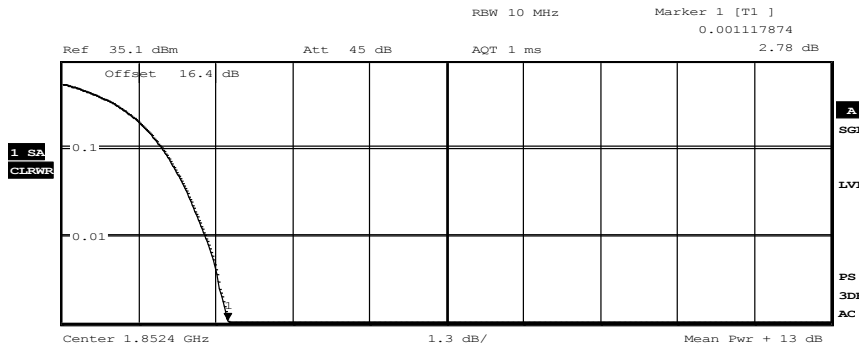 RBW 10 MHz Marker 1 [T1 ]
0.001117874
Ref 35.1 dBm Att 45 dB AQT 1 ms 2.78 dB
Offset 16.4 dB
A
SGL
0.1
1 SA
CLRWR
LVL
0.01
PS
1
3DB
AC
Center 1.8524 GHz 1.3 dB/ Mean Pwr + 13 dB